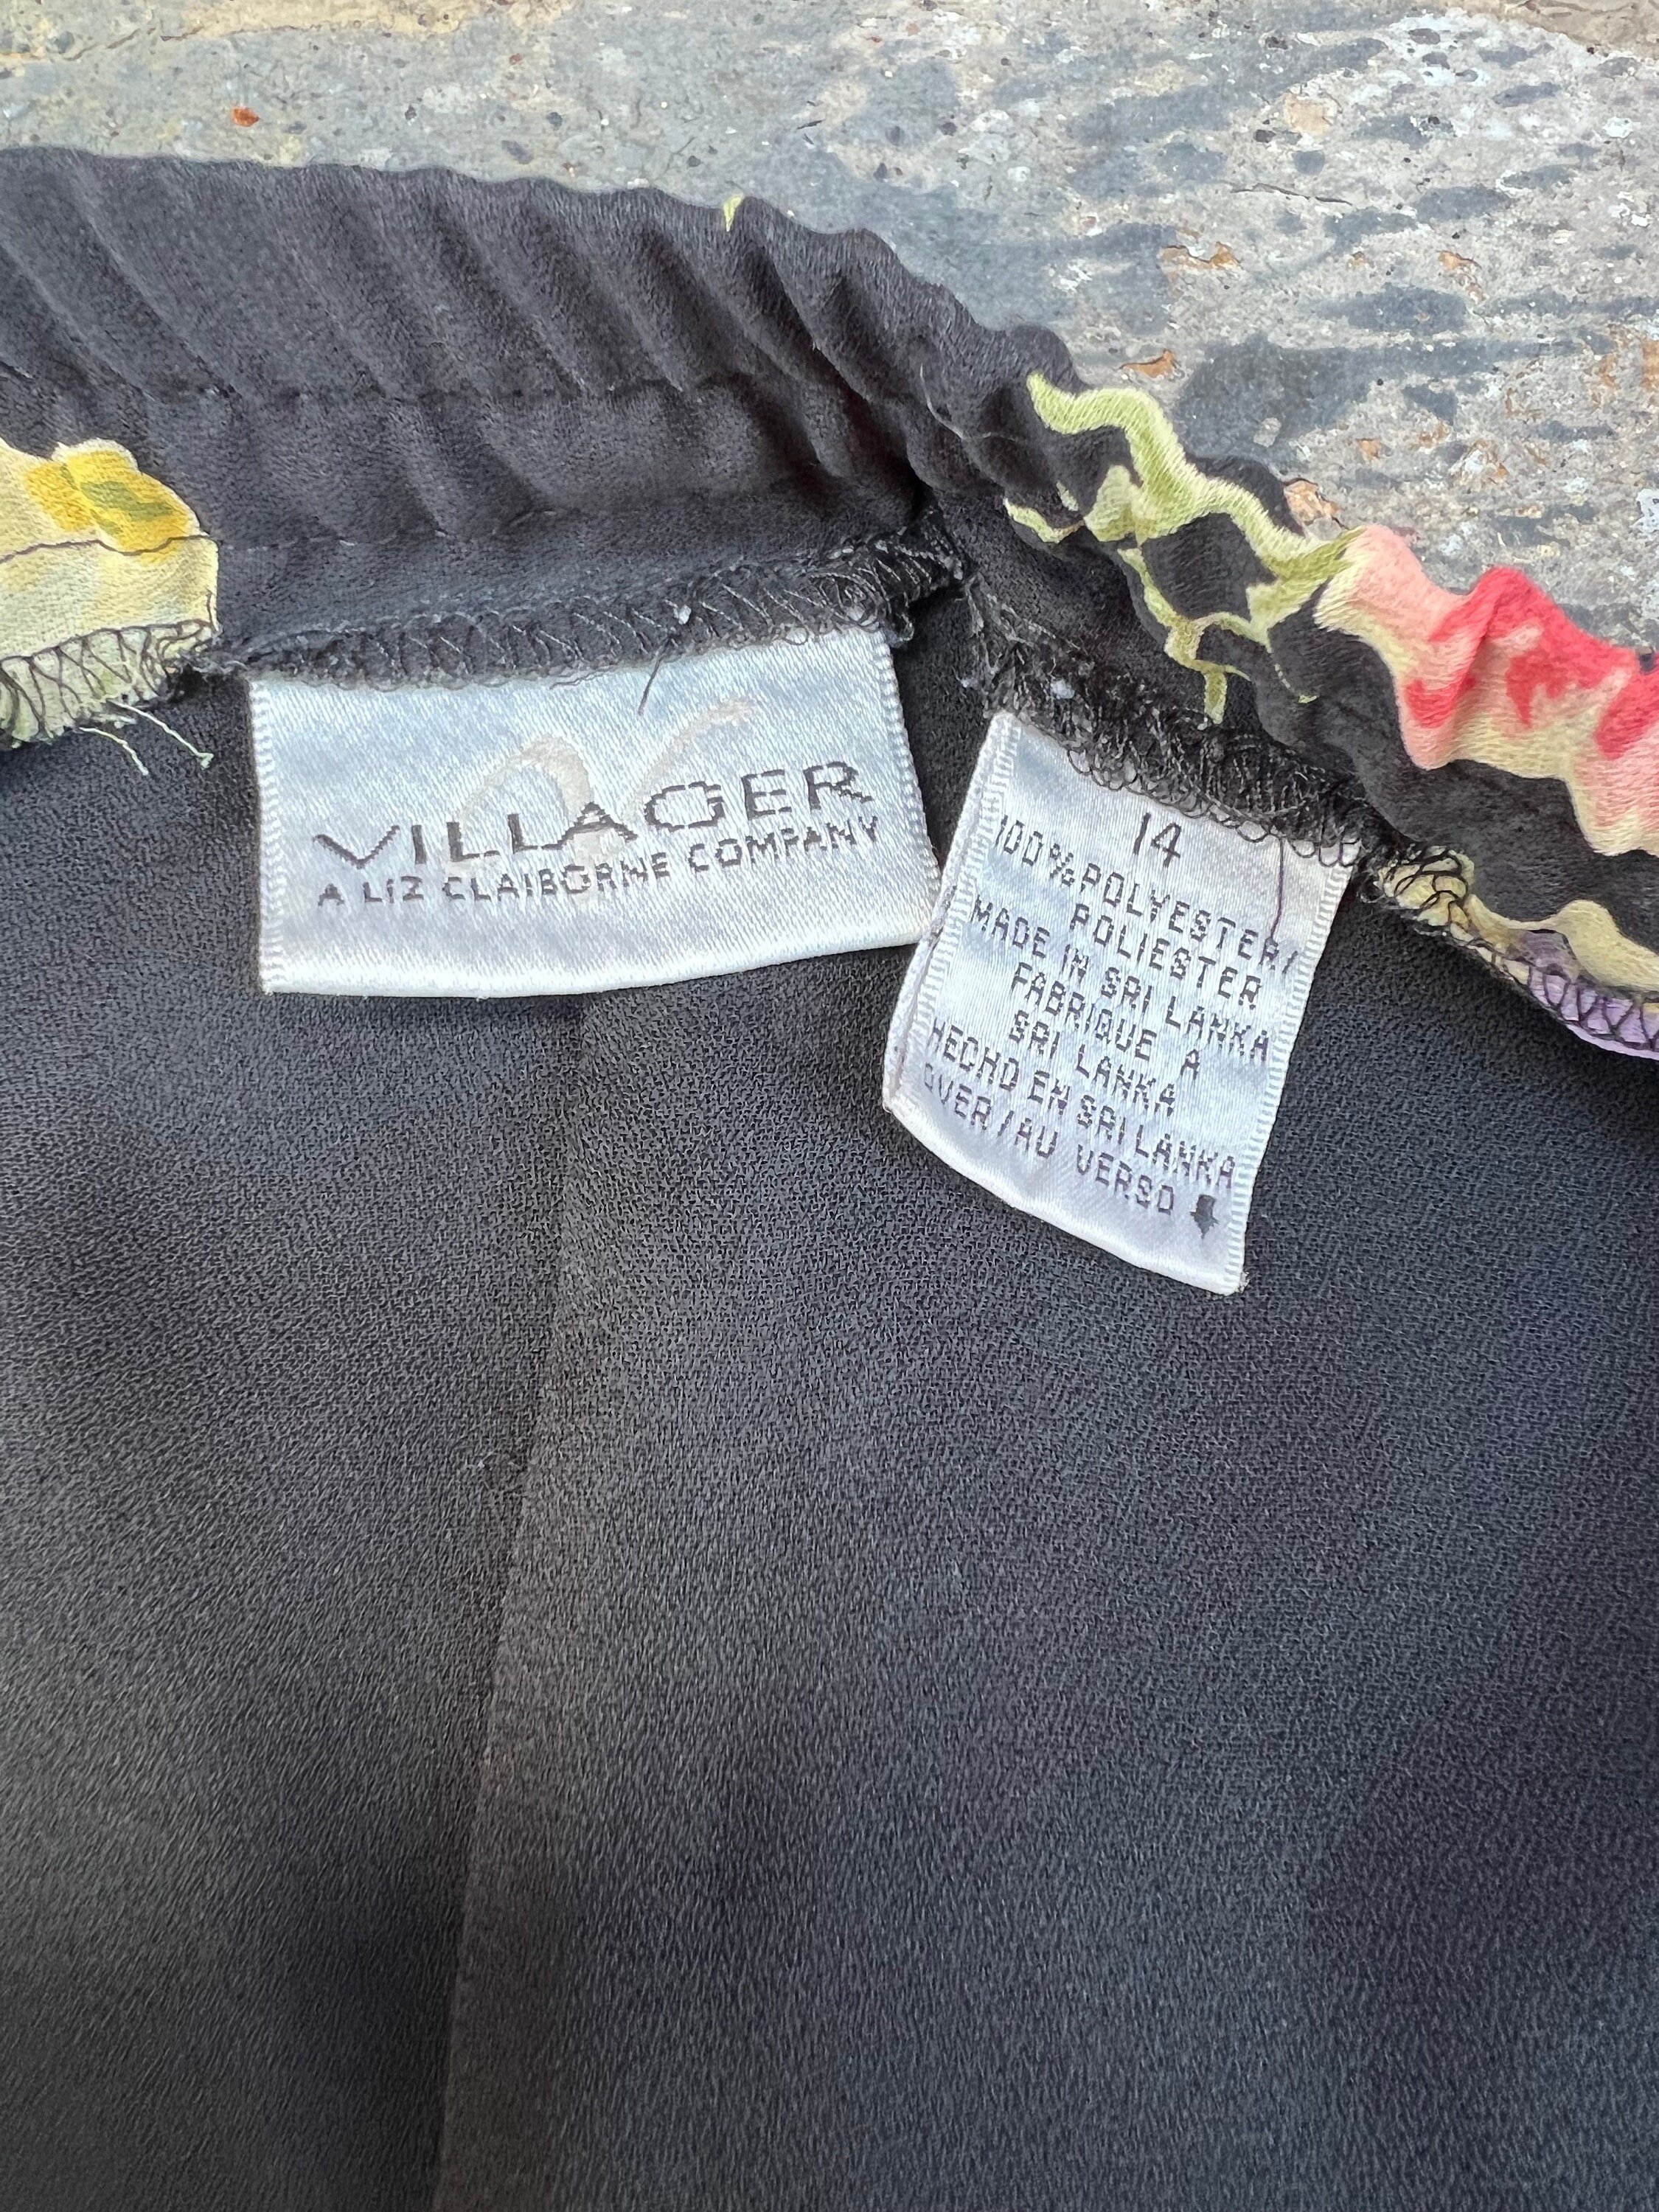 VILLAGER
A LIZ CLAIBORNE COMPANY
14
100% POLYESTER/
POLIESTER
MADE IN SRI LANKA
FABRIQUE A
SRI LANKA
HECHO EN SRI LANKA
OVER/AU VERSO